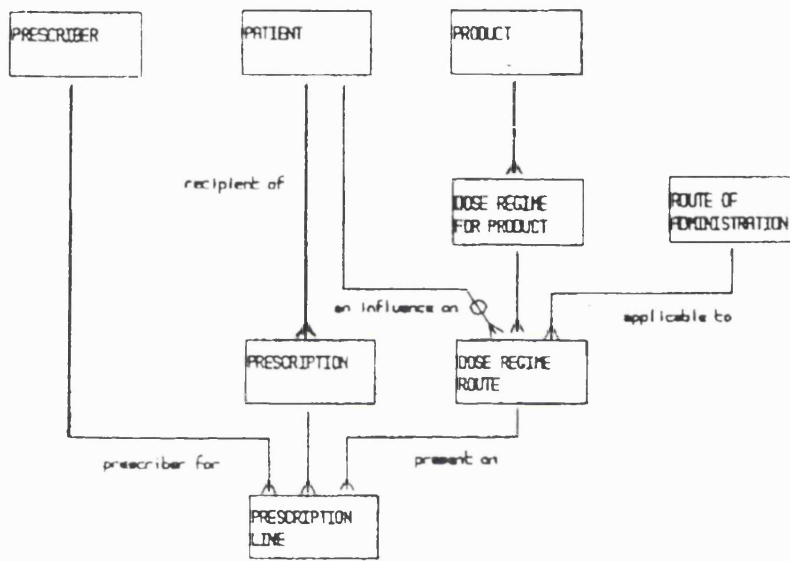 PRESCRIBER
PATIENT
PRODUCT
recipient of
DOSE REGIME
FOR PRODUCT
ROUTE OF
ADMINISTRATION
an influence on
applicable to
PRESCRIPTION
DOSE REGIME
ROUTE
prescriber for
present on
PRESCRIPTION
LINE